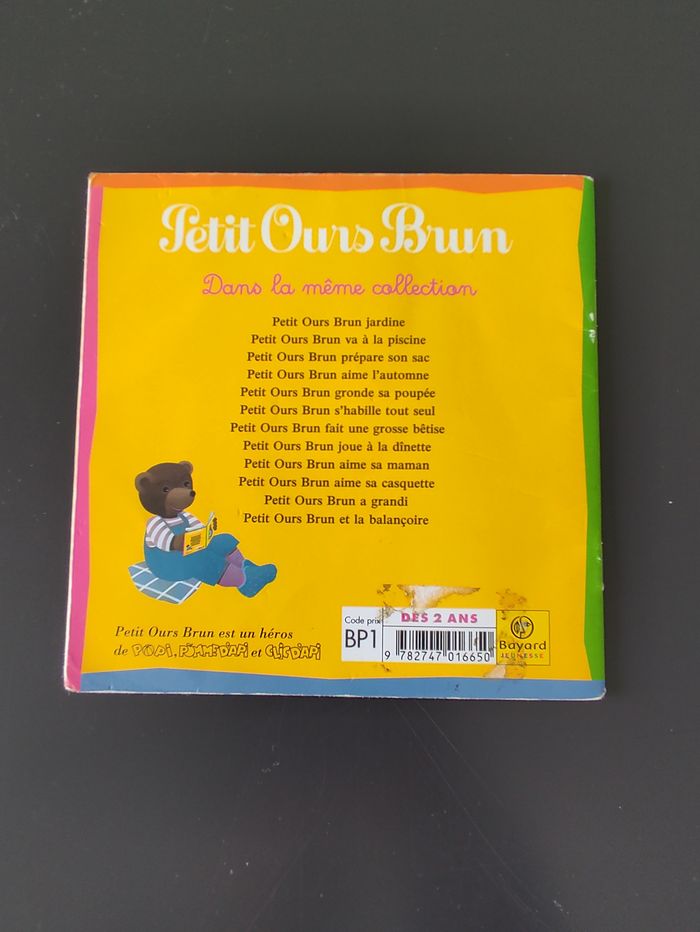 Petit Ours Brun
Dans la même collection
Petit Ours Brun jardine
Petit Ours Brun va à la piscine
Petit Ours Brun prépare son sac
Petit Ours Brun aime l'automne
Petit Ours Brun gronde sa poupée
Petit Ours Brun s'habille tout seul
Petit Ours Brun fait une grosse bêtise
Petit Ours Brun joue à la dînette
Petit Ours Brun aime sa maman
Petit Ours Brun aime sa casquette
Petit Ours Brun a grandi
Petit Ours Brun et la balançoire
Petit Ours Brun est un héros
de POPI, POMME D'API et CLIC D'API
Code prix
BP1
DÈS 2 ANS
9 782747 016650
Bayard
JEUNESSE